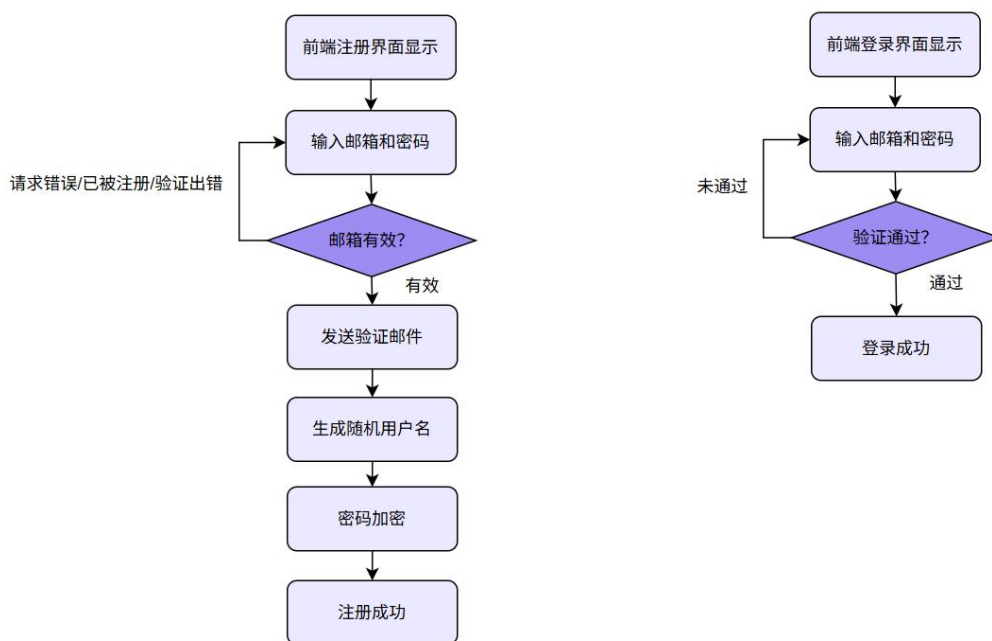 前端注册界面显示
输入邮箱和密码
请求错误/已被注册/验证出错
邮箱有效?
有效
发送验证邮件
生成随机用户名
密码加密
注册成功
前端登录界面显示
输入邮箱和密码
未通过
验证通过?
通过
登录成功